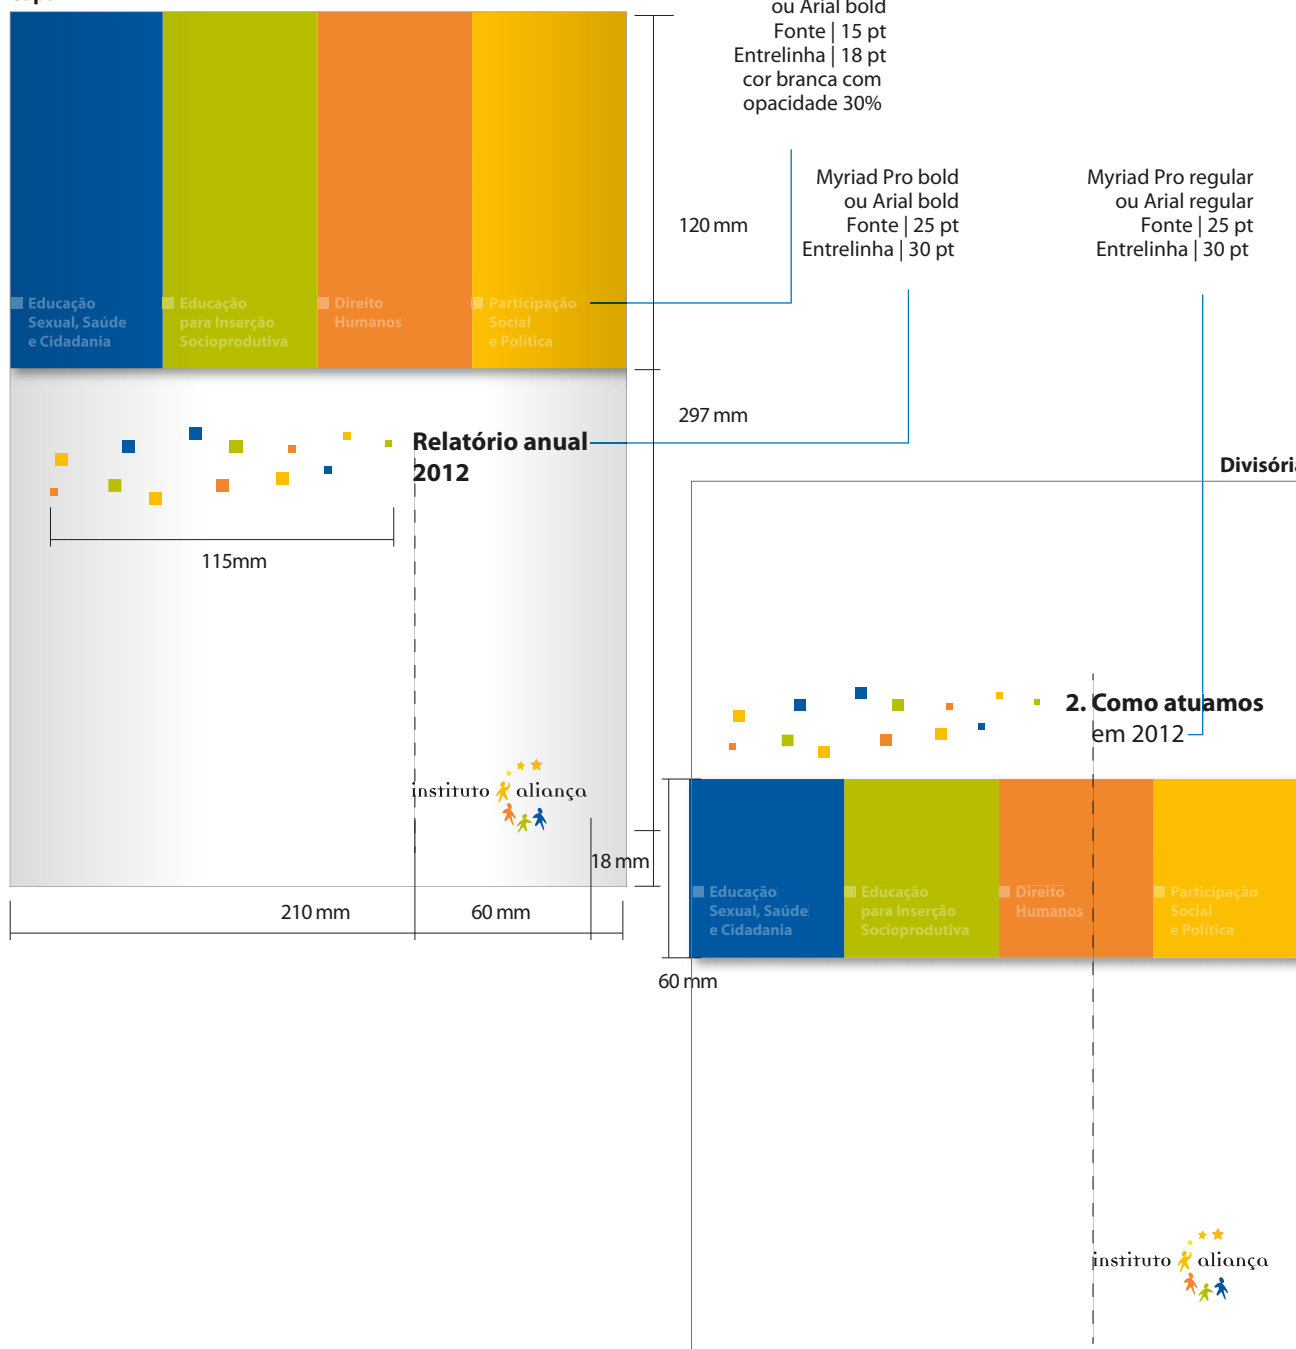 ou Arial bold
Fonte | 15 pt
Entrelinha | 18 pt
cor branca com
opacidade 30%
Myriad Pro bold
ou Arial bold
Fonte | 25 pt
Entrelinha | 30 pt
Myriad Pro regular
ou Arial regular
Fonte | 25 pt
Entrelinha | 30 pt
120 mm
Educação
Sexual, Saúde
e Cidadania
Educação
para Inserção
Socioprodutiva
Direito
Humanos
Participação
Social
e Política
297 mm
Relatório anual
2012
115mm
instituto aliança
18 mm
210 mm
60 mm
Divisória
2. Como atuamos
em 2012
Educação
Sexual, Saúde
e Cidadania
Educação
para Inserção
Socioprodutiva
Direito
Humanos
Participação
Social
e Política
60 mm
instituto aliança